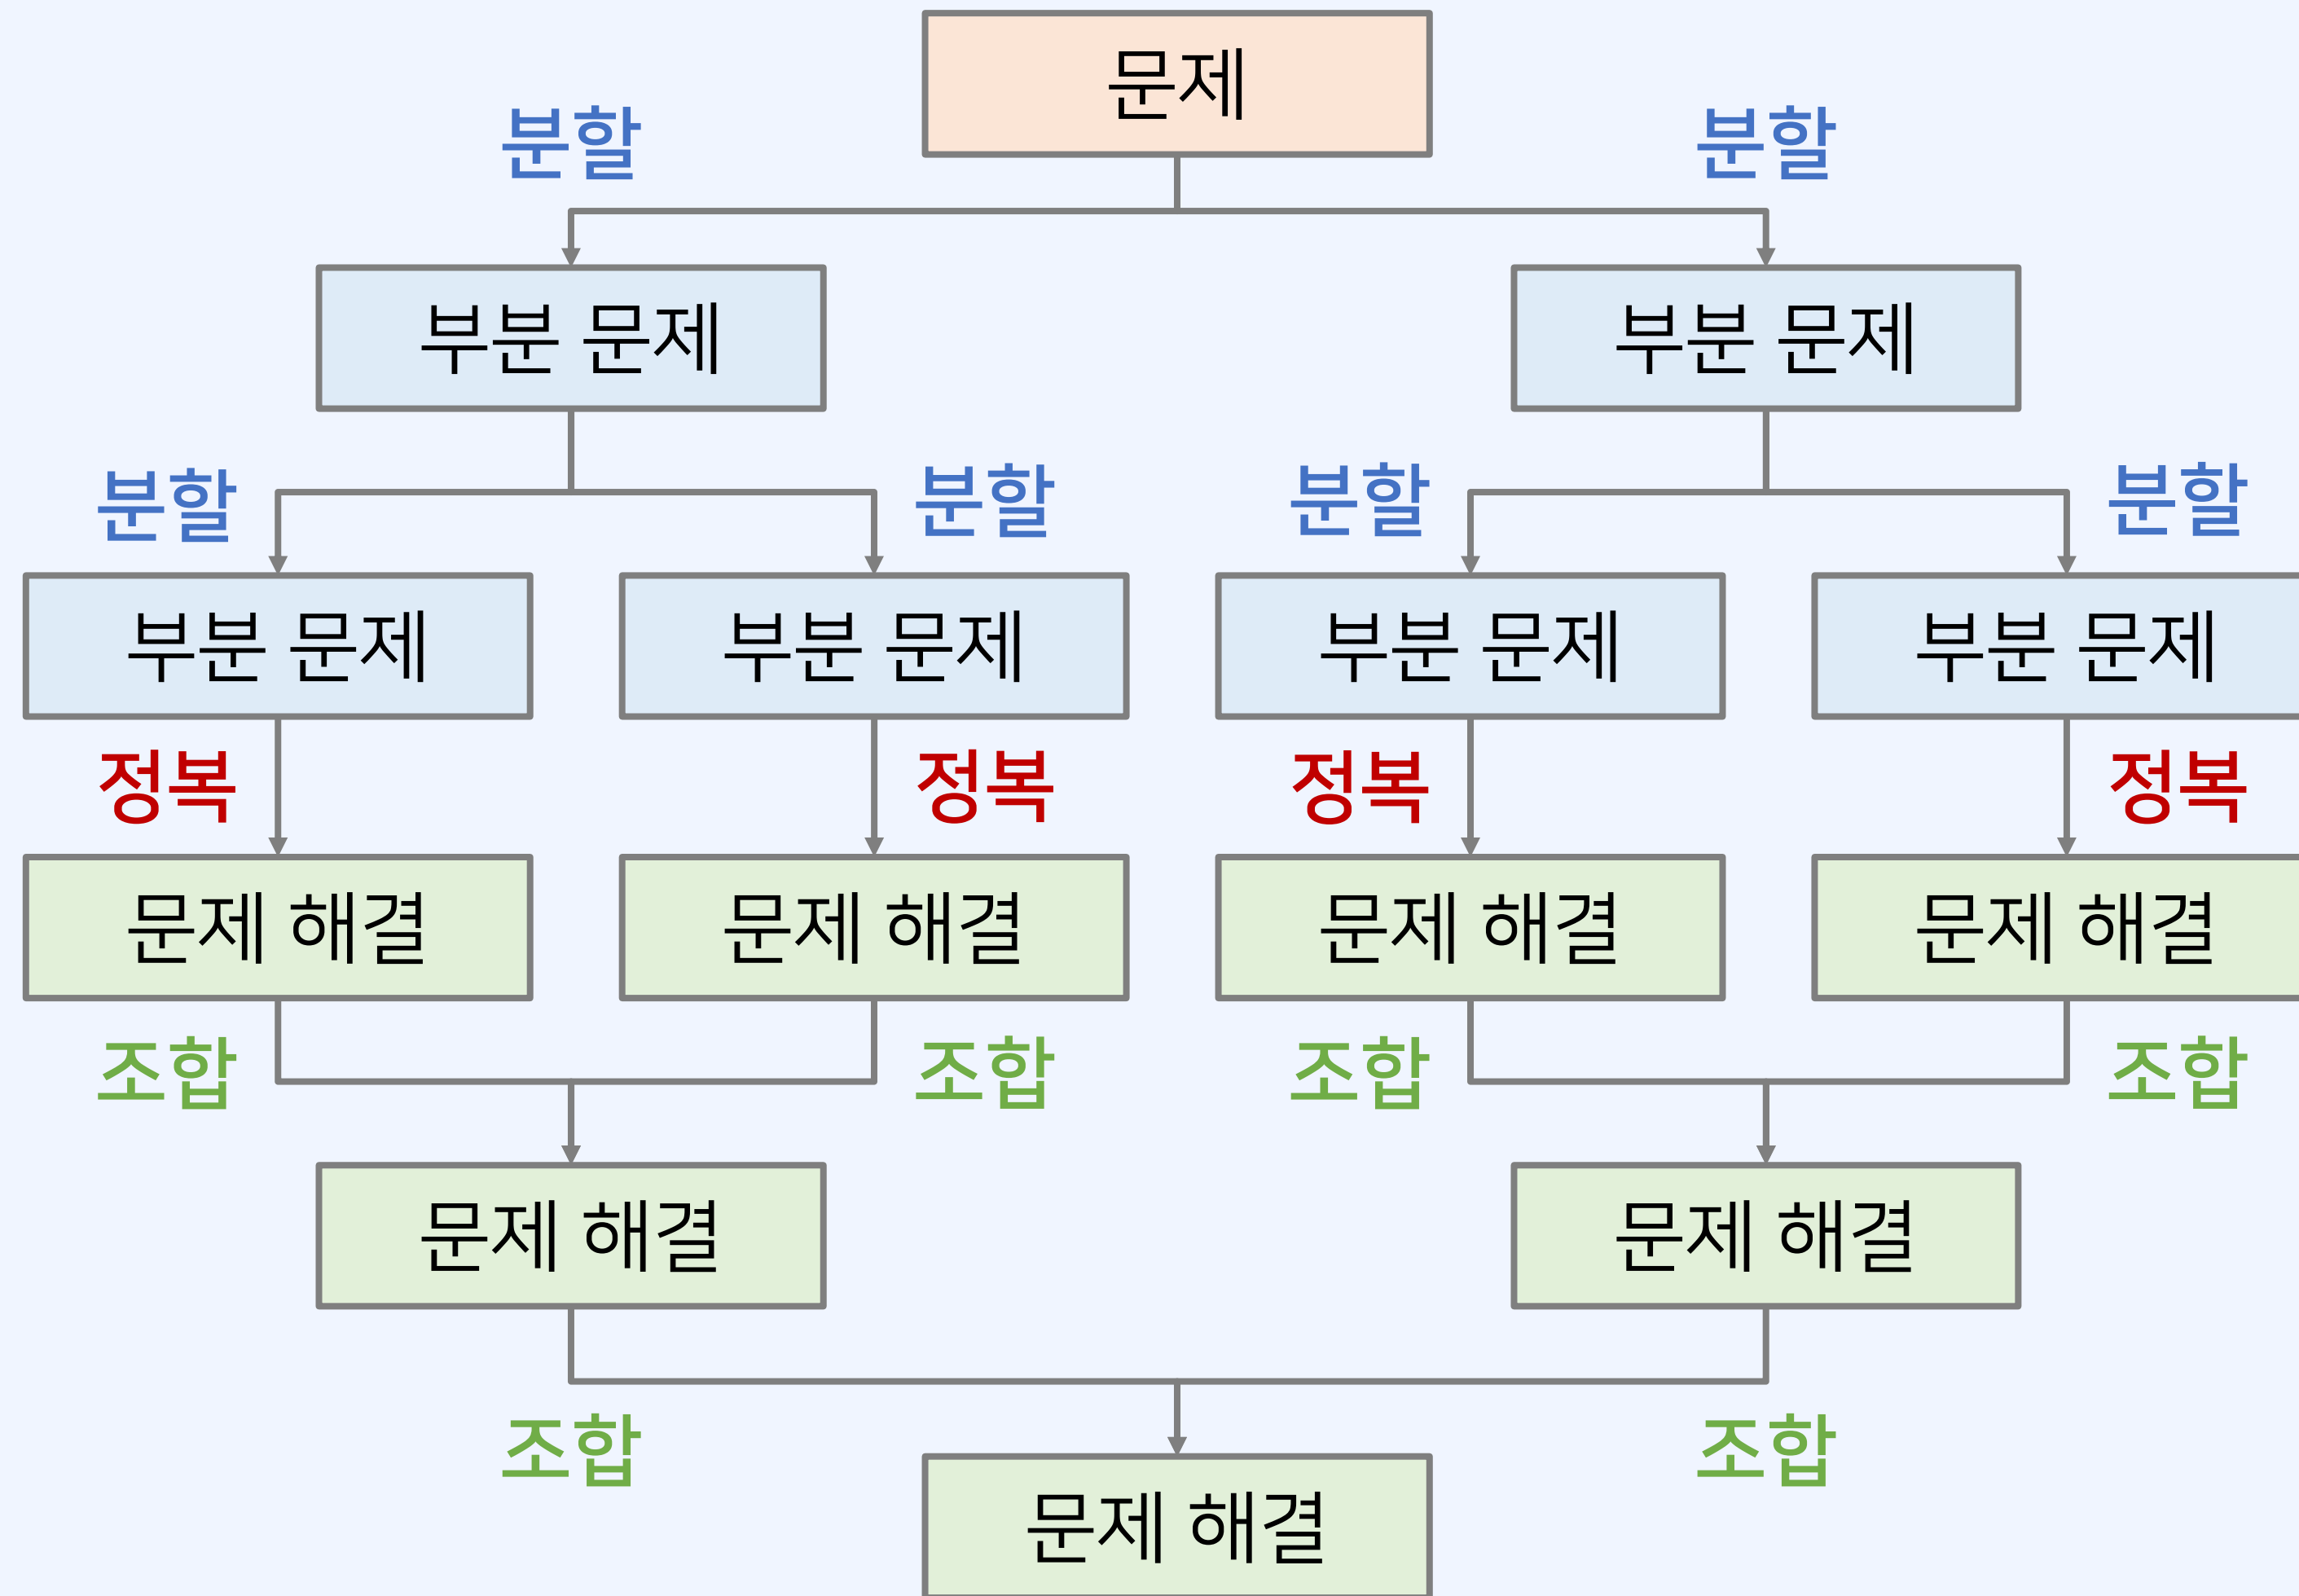 문제
분할
분할
부분 문제
부분 문제
분할
분할
분할
분할
부분 문제
부분 문제
부분 문제
부분 문제
정복
정복
정복
정복
문제 해결
문제 해결
문제 해결
문제 해결
조합
조합
조합
조합
문제 해결
문제 해결
조합
조합
문제 해결